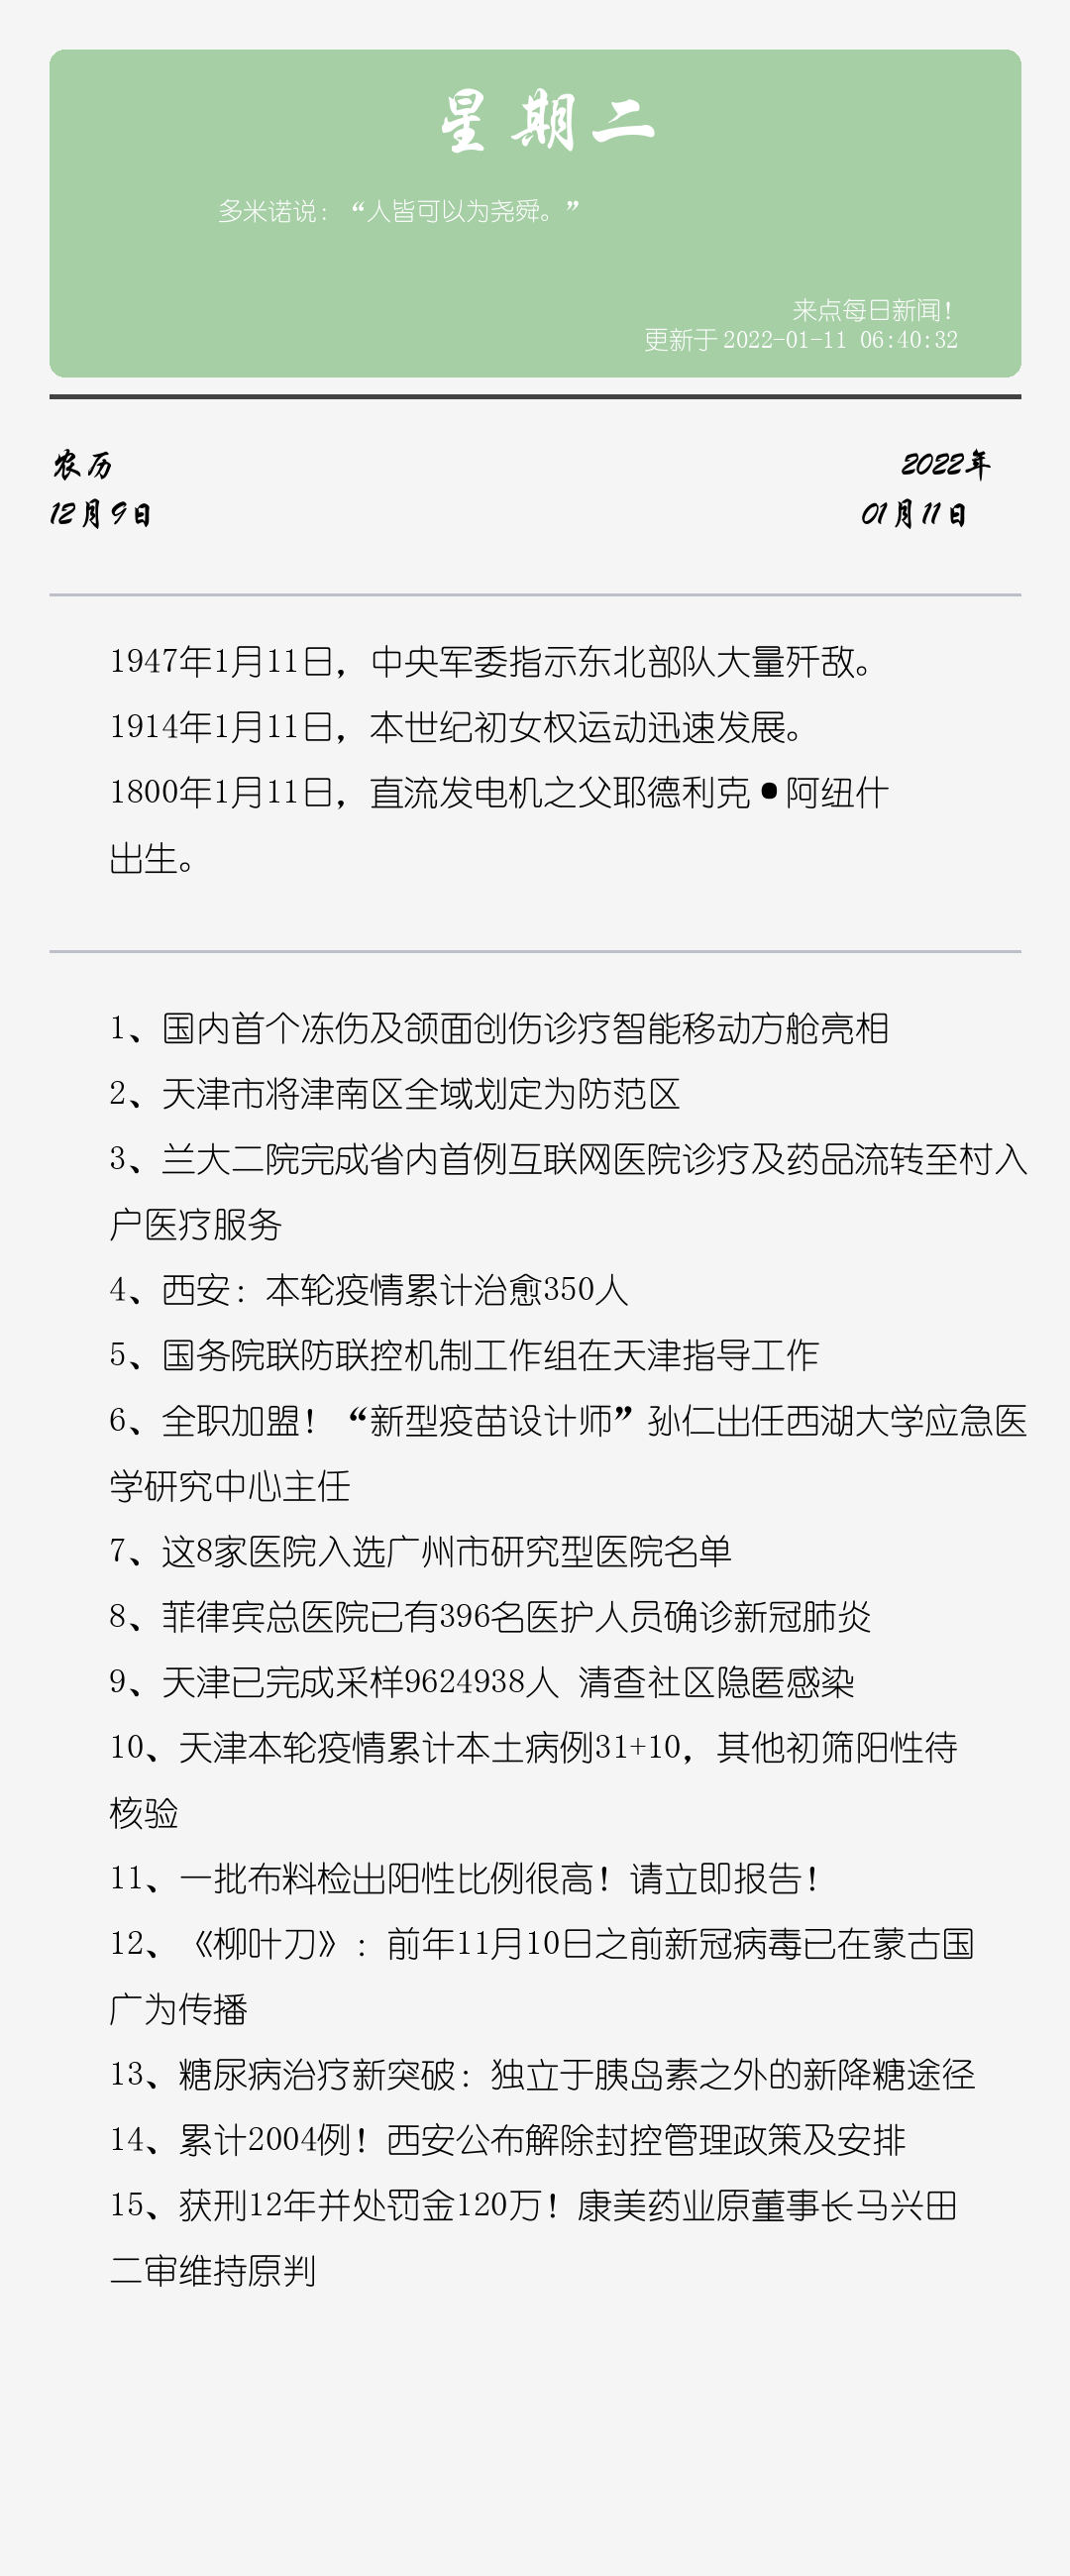 星期二
多米诺说：“人皆可以为尧舜。”
来点每日新闻！
更新于 2022-01-11 06:40:32
农历
2022年
12月9日
01月11日
1947年1月11日，中央军委指示东北部队大量歼敌。
1914年1月11日，本世纪初女权运动迅速发展。
1800年1月11日，直流发电机之父耶德利克•阿纽什
出生。
1、国内首个冻伤及颌面创伤诊疗智能移动方舱亮相
2、天津市将津南区全域划定为防范区
3、兰大二院完成省内首例互联网医院诊疗及药品流转至村入
户医疗服务
4、西安：本轮疫情累计治愈350人
5、国务院联防联控机制工作组在天津指导工作
6、全职加盟！“新型疫苗设计师”孙仁出任西湖大学应急医
学研究中心主任
7、这8家医院入选广州市研究型医院名单
8、菲律宾总医院已有396名医护人员确诊新冠肺炎
9、天津已完成采样9624938人 清查社区隐匿感染
10、天津本轮疫情累计本土病例31+10，其他初筛阳性待
核验
11、一批布料检出阳性比例很高！请立即报告！
12、《柳叶刀》：前年11月10日之前新冠病毒已在蒙古国
广为传播
13、糖尿病治疗新突破：独立于胰岛素之外的新降糖途径
14、累计2004例！西安公布解除封控管理政策及安排
15、获刑12年并处罚金120万！康美药业原董事长马兴田
二审维持原判